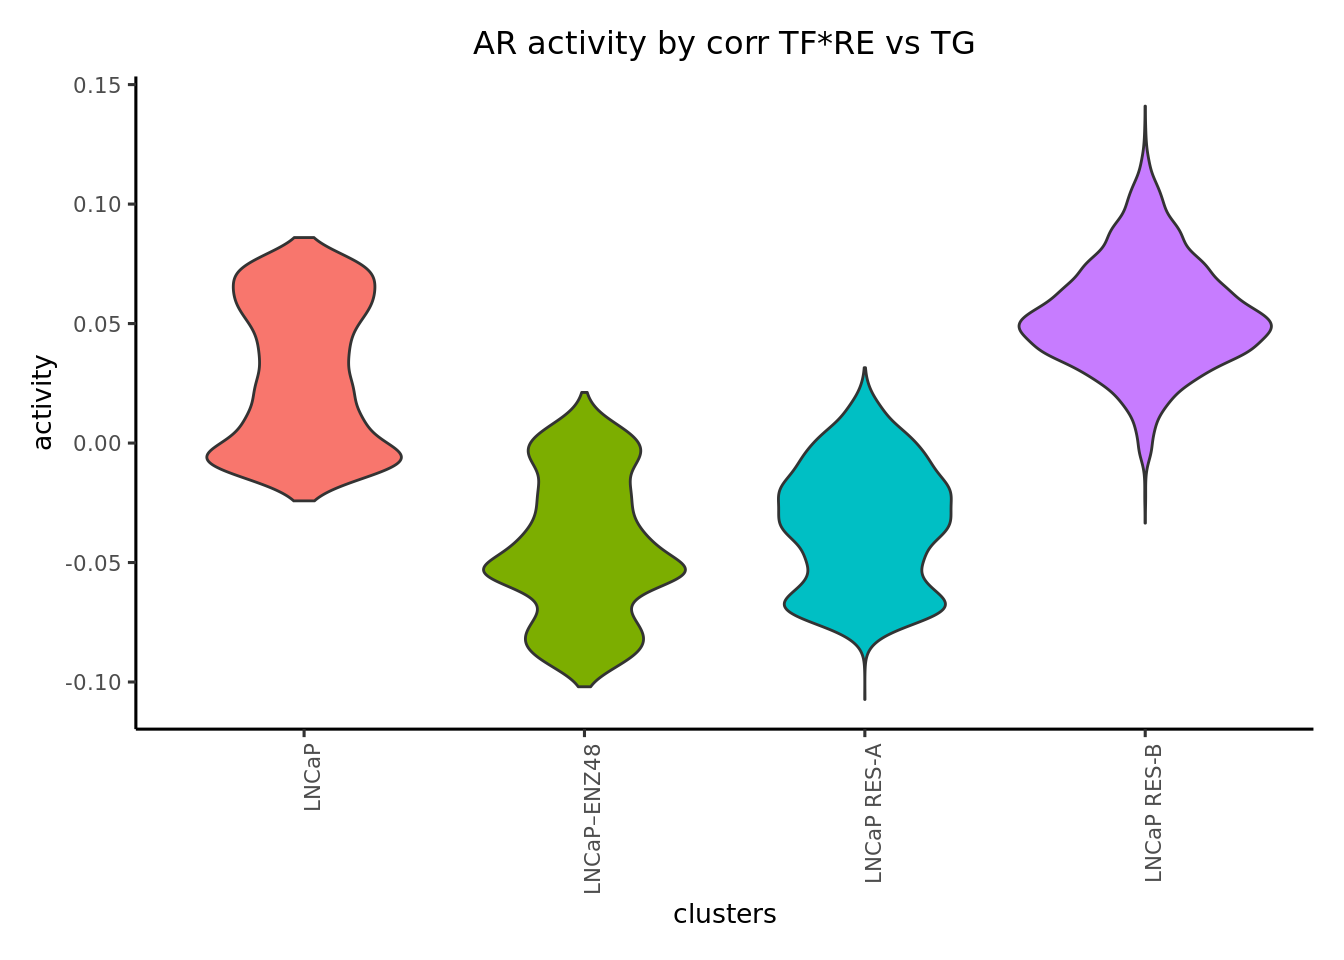 AR activity by corr TF*RE vs TG
0.15
0.10
0.05
0.00
-0.05
-0.10
activity
LNCaP
LNCaP–ENZ48
LNCaP RES-A
LNCaP RES-B
clusters